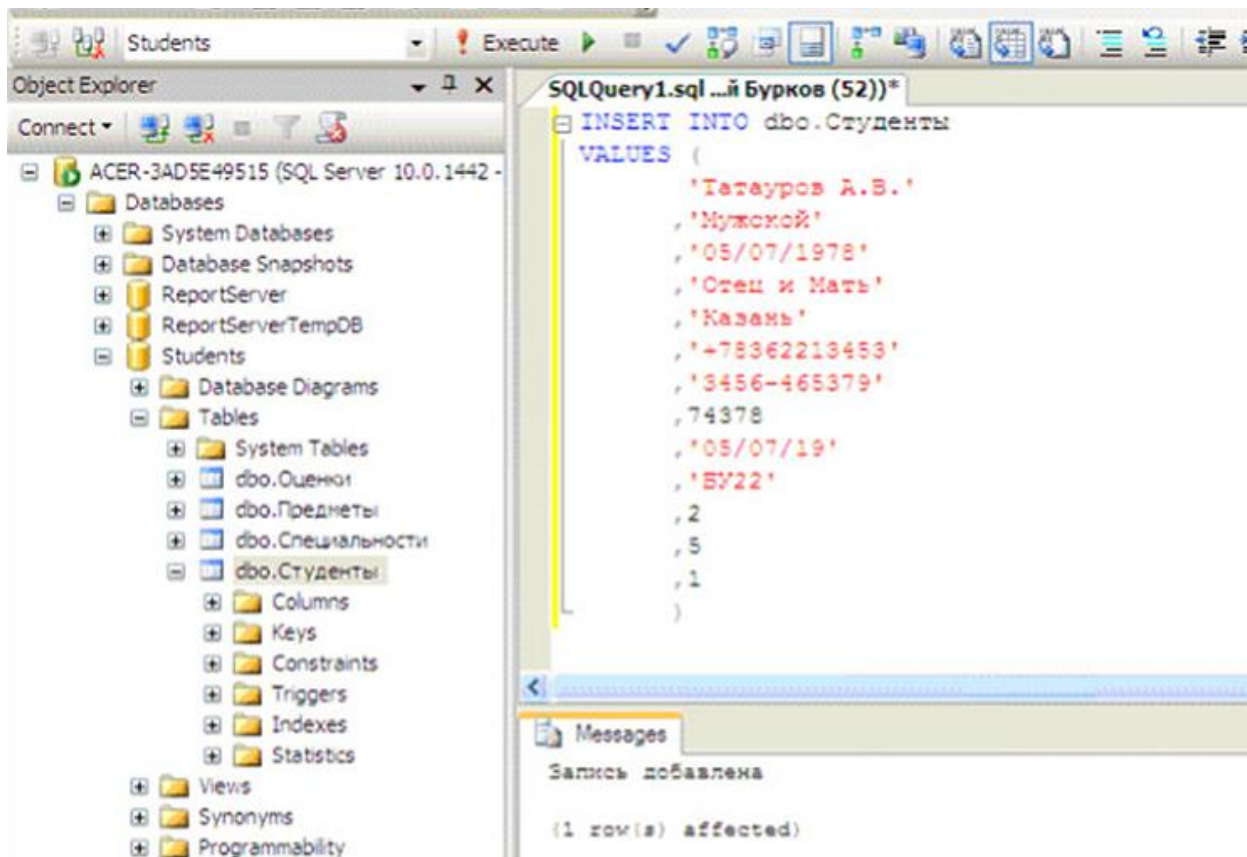 Students
Execute
Object Explorer
Connect
ACER-3AD5E49515 (SQL Server 10.0.1442 -
Databases
System Databases
Database Snapshots
ReportServer
ReportServerTempDB
Students
Database Diagrams
Tables
System Tables
dbo.Оценки
dbo.Предметы
dbo.Специальности
dbo.Студенты
Columns
Keys
Constraints
Triggers
Indexes
Statistics
Views
Synonyms
Programmability
SQLQuery1.sql ...й Бурков (52))*
INSERT INTO dbo.Студенты
VALUES (
'Татауров А.В.'
,'Мужской'
,'05/07/1978'
,'Отец и Мать'
,'Казань'
,'+78362213453'
,'3456-465379'
,74378
,'05/07/19'
,'БУ22'
,2
,5
,1
)
Messages
Запись добавлена
(1 row(s) affected)